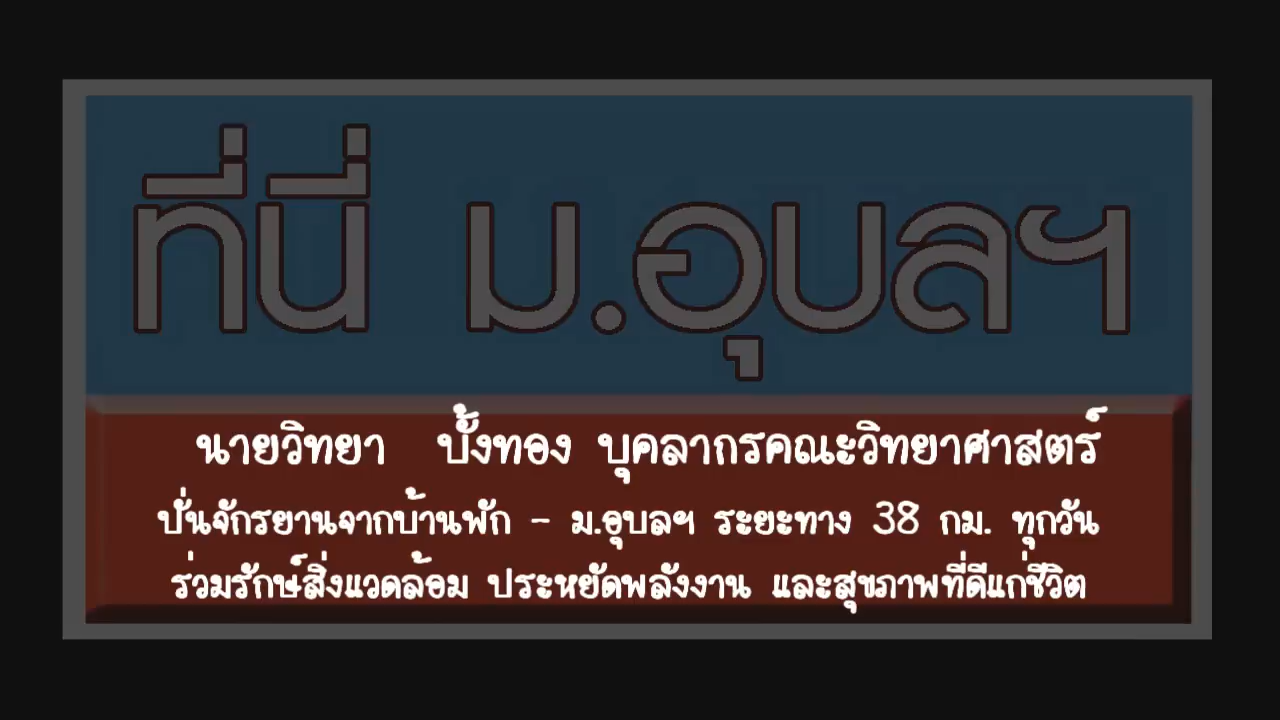 ที่นี่ ม.อุบลฯ
นายวิทยา ปั้งทอง บุคลากรคณะวิทยาศาสตร์
ปั่นจักรยานจากบ้านพัก - ม.อุบลฯ ระยะทาง 38 กม. ทุกวัน
ร่วมรักษ์สิ่งแวดล้อม ประหยัดพลังงาน และสุขภาพที่ดีแก่ชีวิต